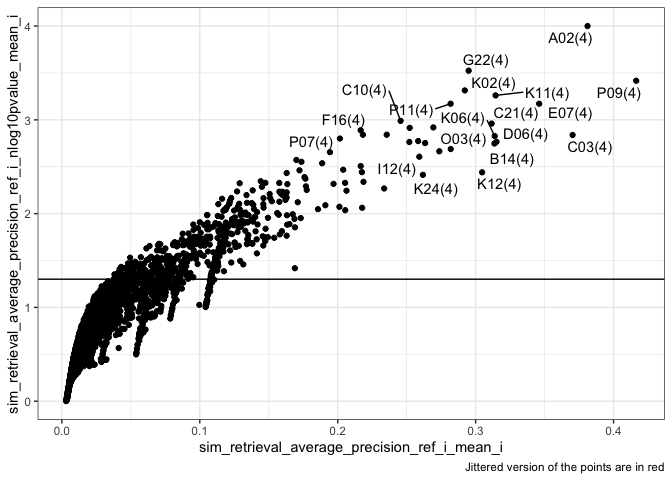 sim_retrieval_average_precision_ref_i_nlog10pvalue_mean_i
4
3
2
1
0
A02(4)
G22(4)
K02(4)
C10(4)
K11(4)
P09(4)
P11(4)
C21(4)
E07(4)
F16(4)
K06(4)
P07(4)
O03(4)
D06(4)
C03(4)
B14(4)
I12(4)
K24(4)
K12(4)
0.0
0.1
0.2
0.3
0.4
sim_retrieval_average_precision_ref_i_mean_i
Jittered version of the points are in red